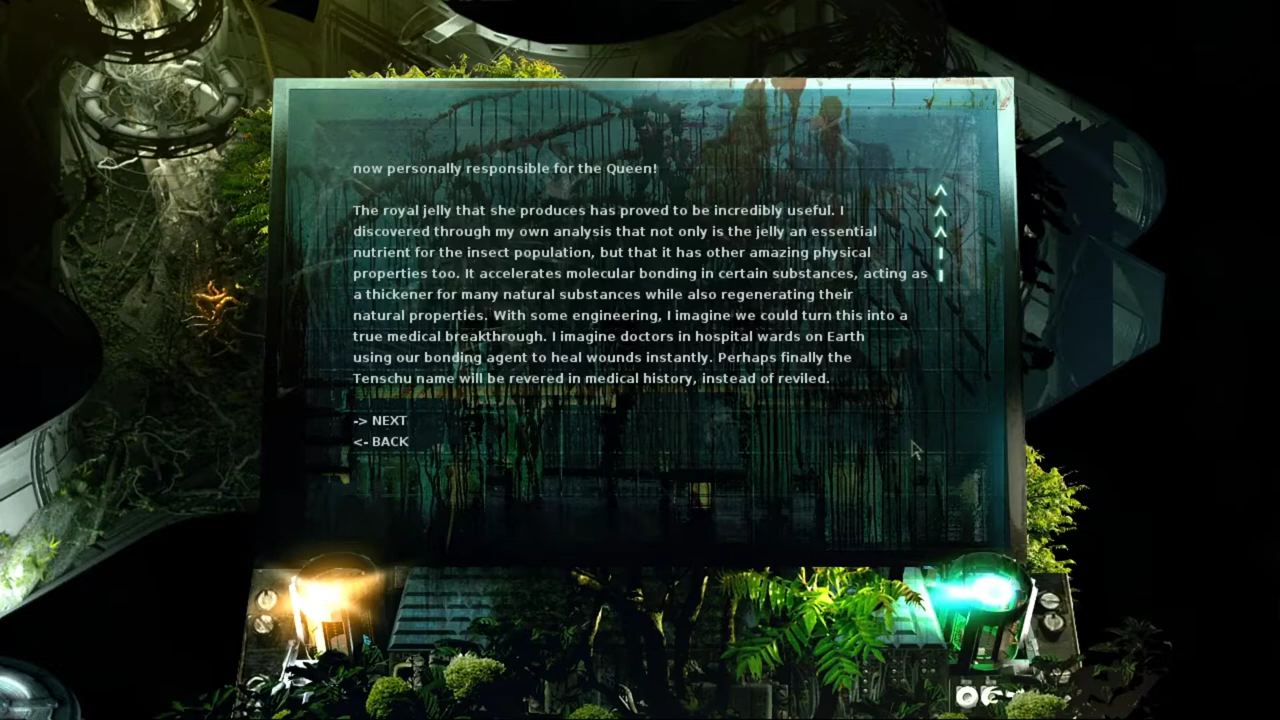 now personally responsible for the Queen!
The royal jelly that she produces has proved to be incredibly useful. I
discovered through my own analysis that not only is the jelly an essential
nutrient for the insect population, but that it has other amazing physical
properties too. It accelerates molecular bonding in certain substances, acting as
a thickener for many natural substances while also regenerating their
natural properties. With some engineering, I imagine we could turn this into a
true medical breakthrough. I imagine doctors in hospital wards on Earth
using our bonding agent to heal wounds instantly. Perhaps finally the
Tenschu name will be revered in medical history, instead of reviled.
-> NEXT
<- BACK